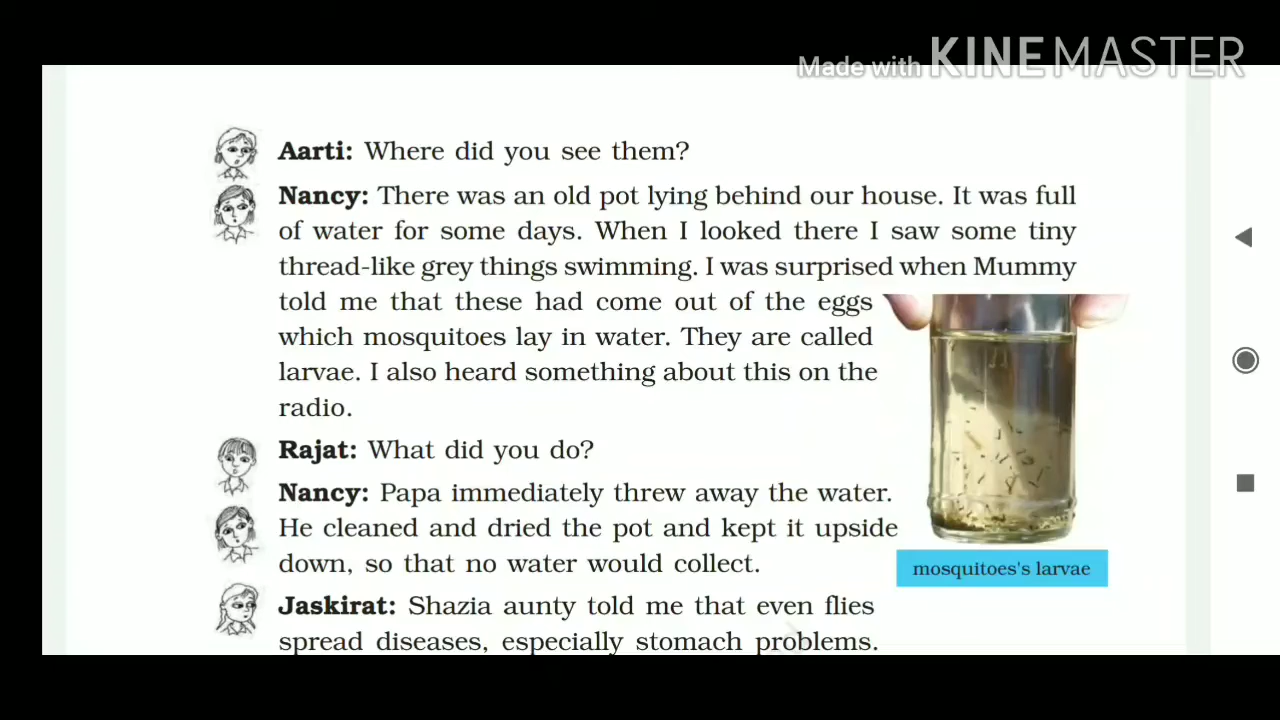 Made with KINEMASTER
Aarti: Where did you see them?
Nancy: There was an old pot lying behind our house. It was full
of water for some days. When I looked there I saw some tiny
thread-like grey things swimming. I was surprised when Mummy
told me that these had come out of the eggs
which mosquitoes lay in water. They are called
larvae. I also heard something about this on the
radio.
Rajat: What did you do?
Nancy: Papa immediately threw away the water.
He cleaned and dried the pot and kept it upside
down, so that no water would collect.
mosquitoes's larvae
Jaskirat: Shazia aunty told me that even flies
spread diseases, especially stomach problems.